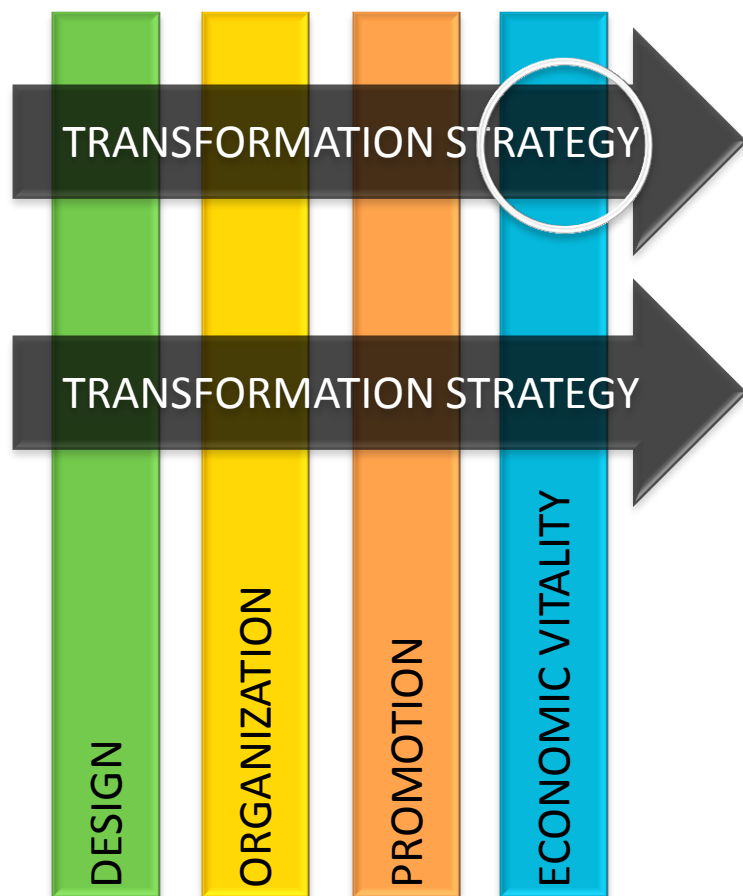 TRANSFORMATION STRATEGY
TRANSFORMATION STRATEGY
DESIGN
ORGANIZATION
PROMOTION
ECONOMIC VITALITY